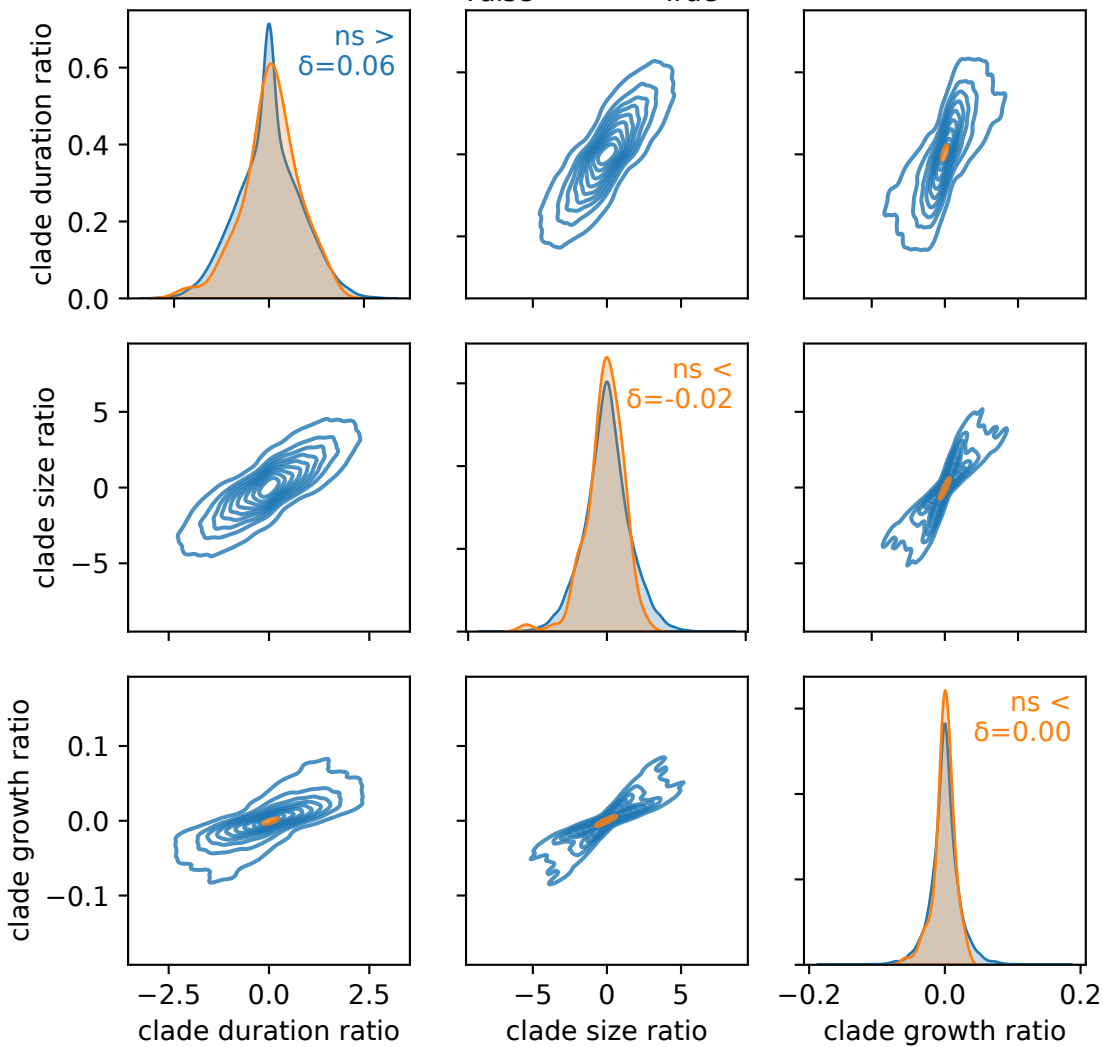 clade duration ratio
0.6
0.4
0.2
0.0
ns >
δ=0.06
clade size ratio
5
0
−5
ns <
δ=-0.02
clade growth ratio
0.1
0.0
−0.1
ns <
δ=0.00
−2.5 0.0 2.5
−5 0 5
−0.2 0.0 0.2
clade duration ratio
clade size ratio
clade growth ratio